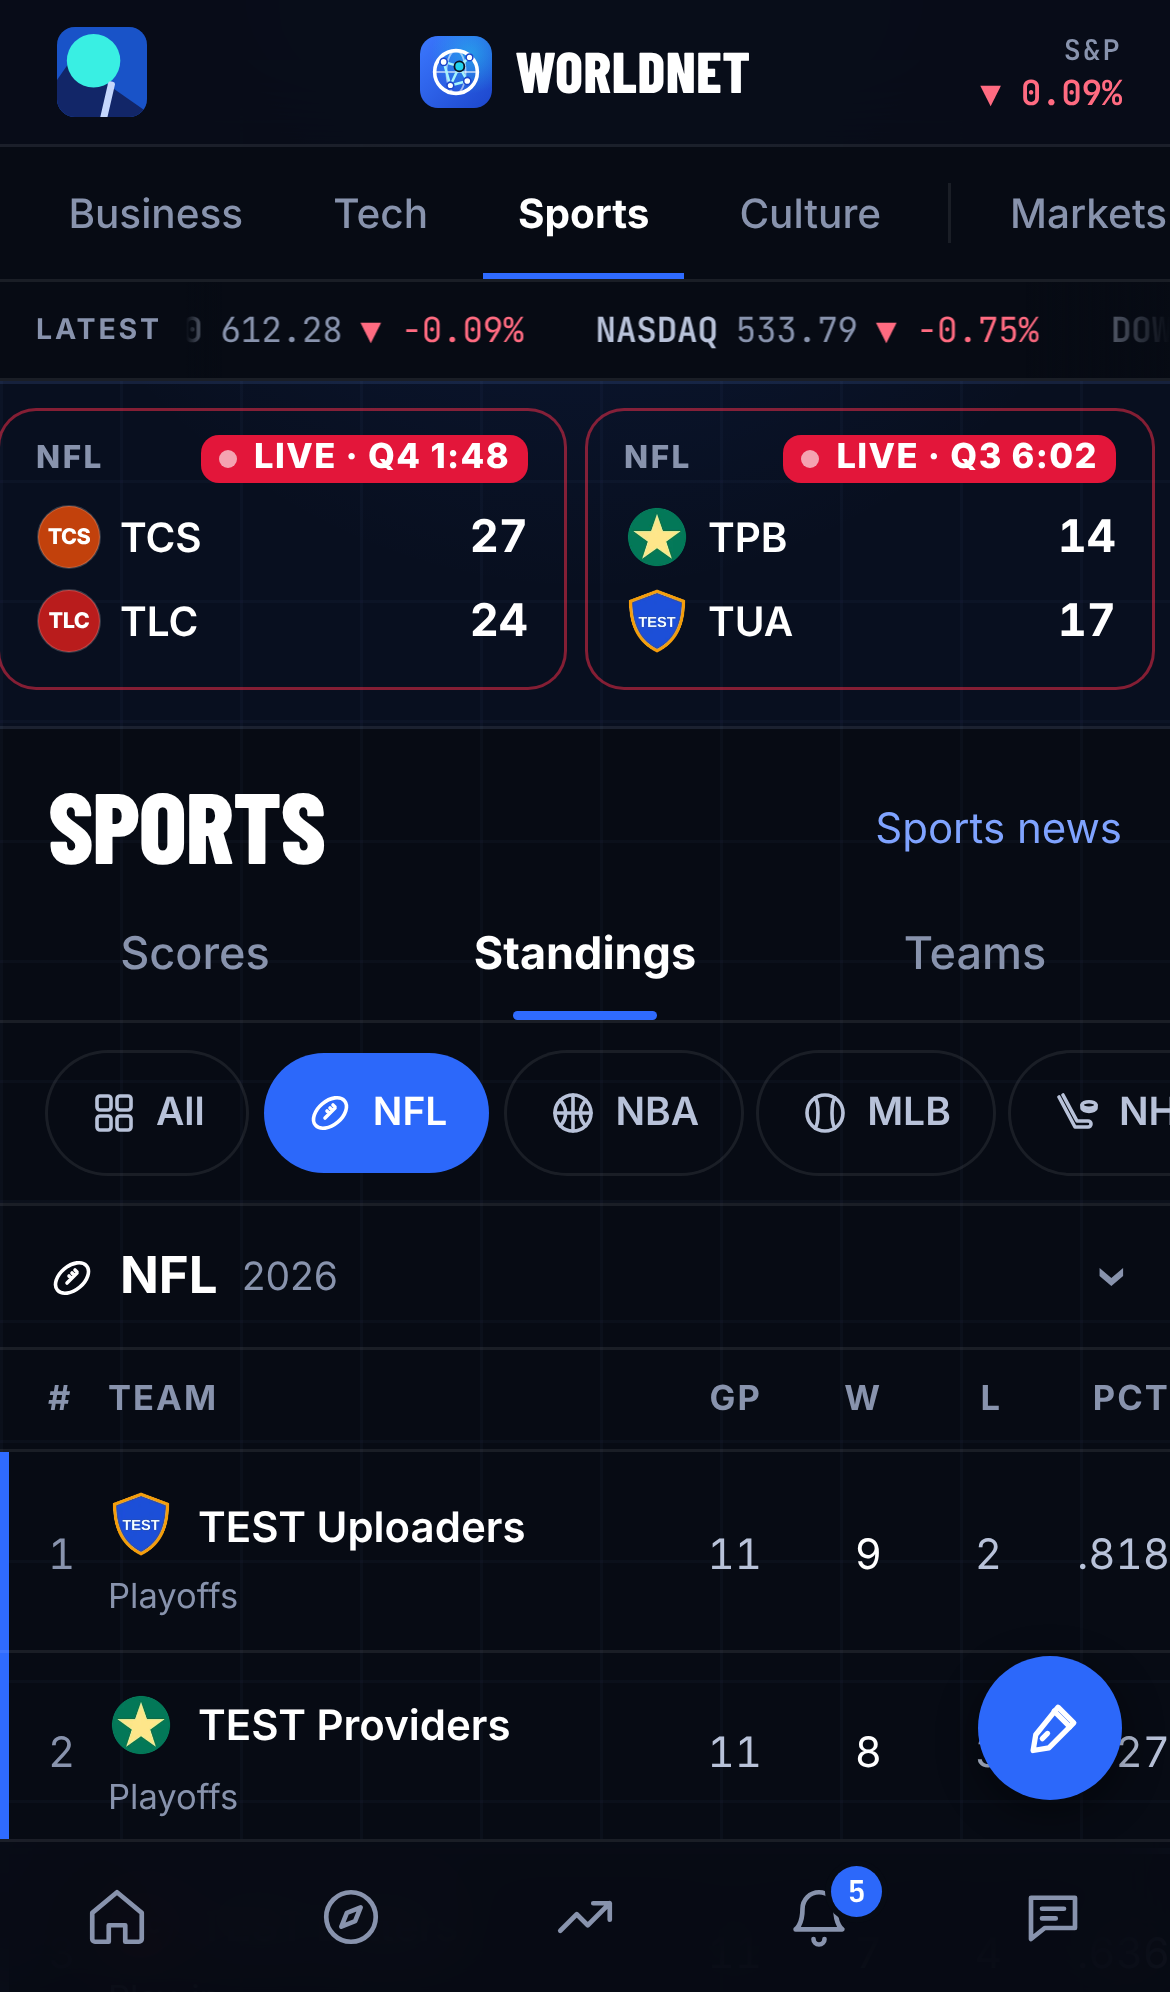 WORLDNET
S&P
▼ 0.09%
Business Tech Sports Culture Markets
LATEST 612.28 ▼ -0.09% NASDAQ 533.79 ▼ -0.75%
NFL LIVE · Q4 1:48
TCS TCS 27
TLC TLC 24
NFL LIVE · Q3 6:02
TPB 14
TEST TUA 17
SPORTS
Sports news
Scores Standings Teams
All NFL NBA MLB NH
NFL 2026
# TEAM GP W L PCT
1 TEST TEST Uploaders 11 9 2 .818
Playoffs
2 TEST Providers 11 8 27
Playoffs
5